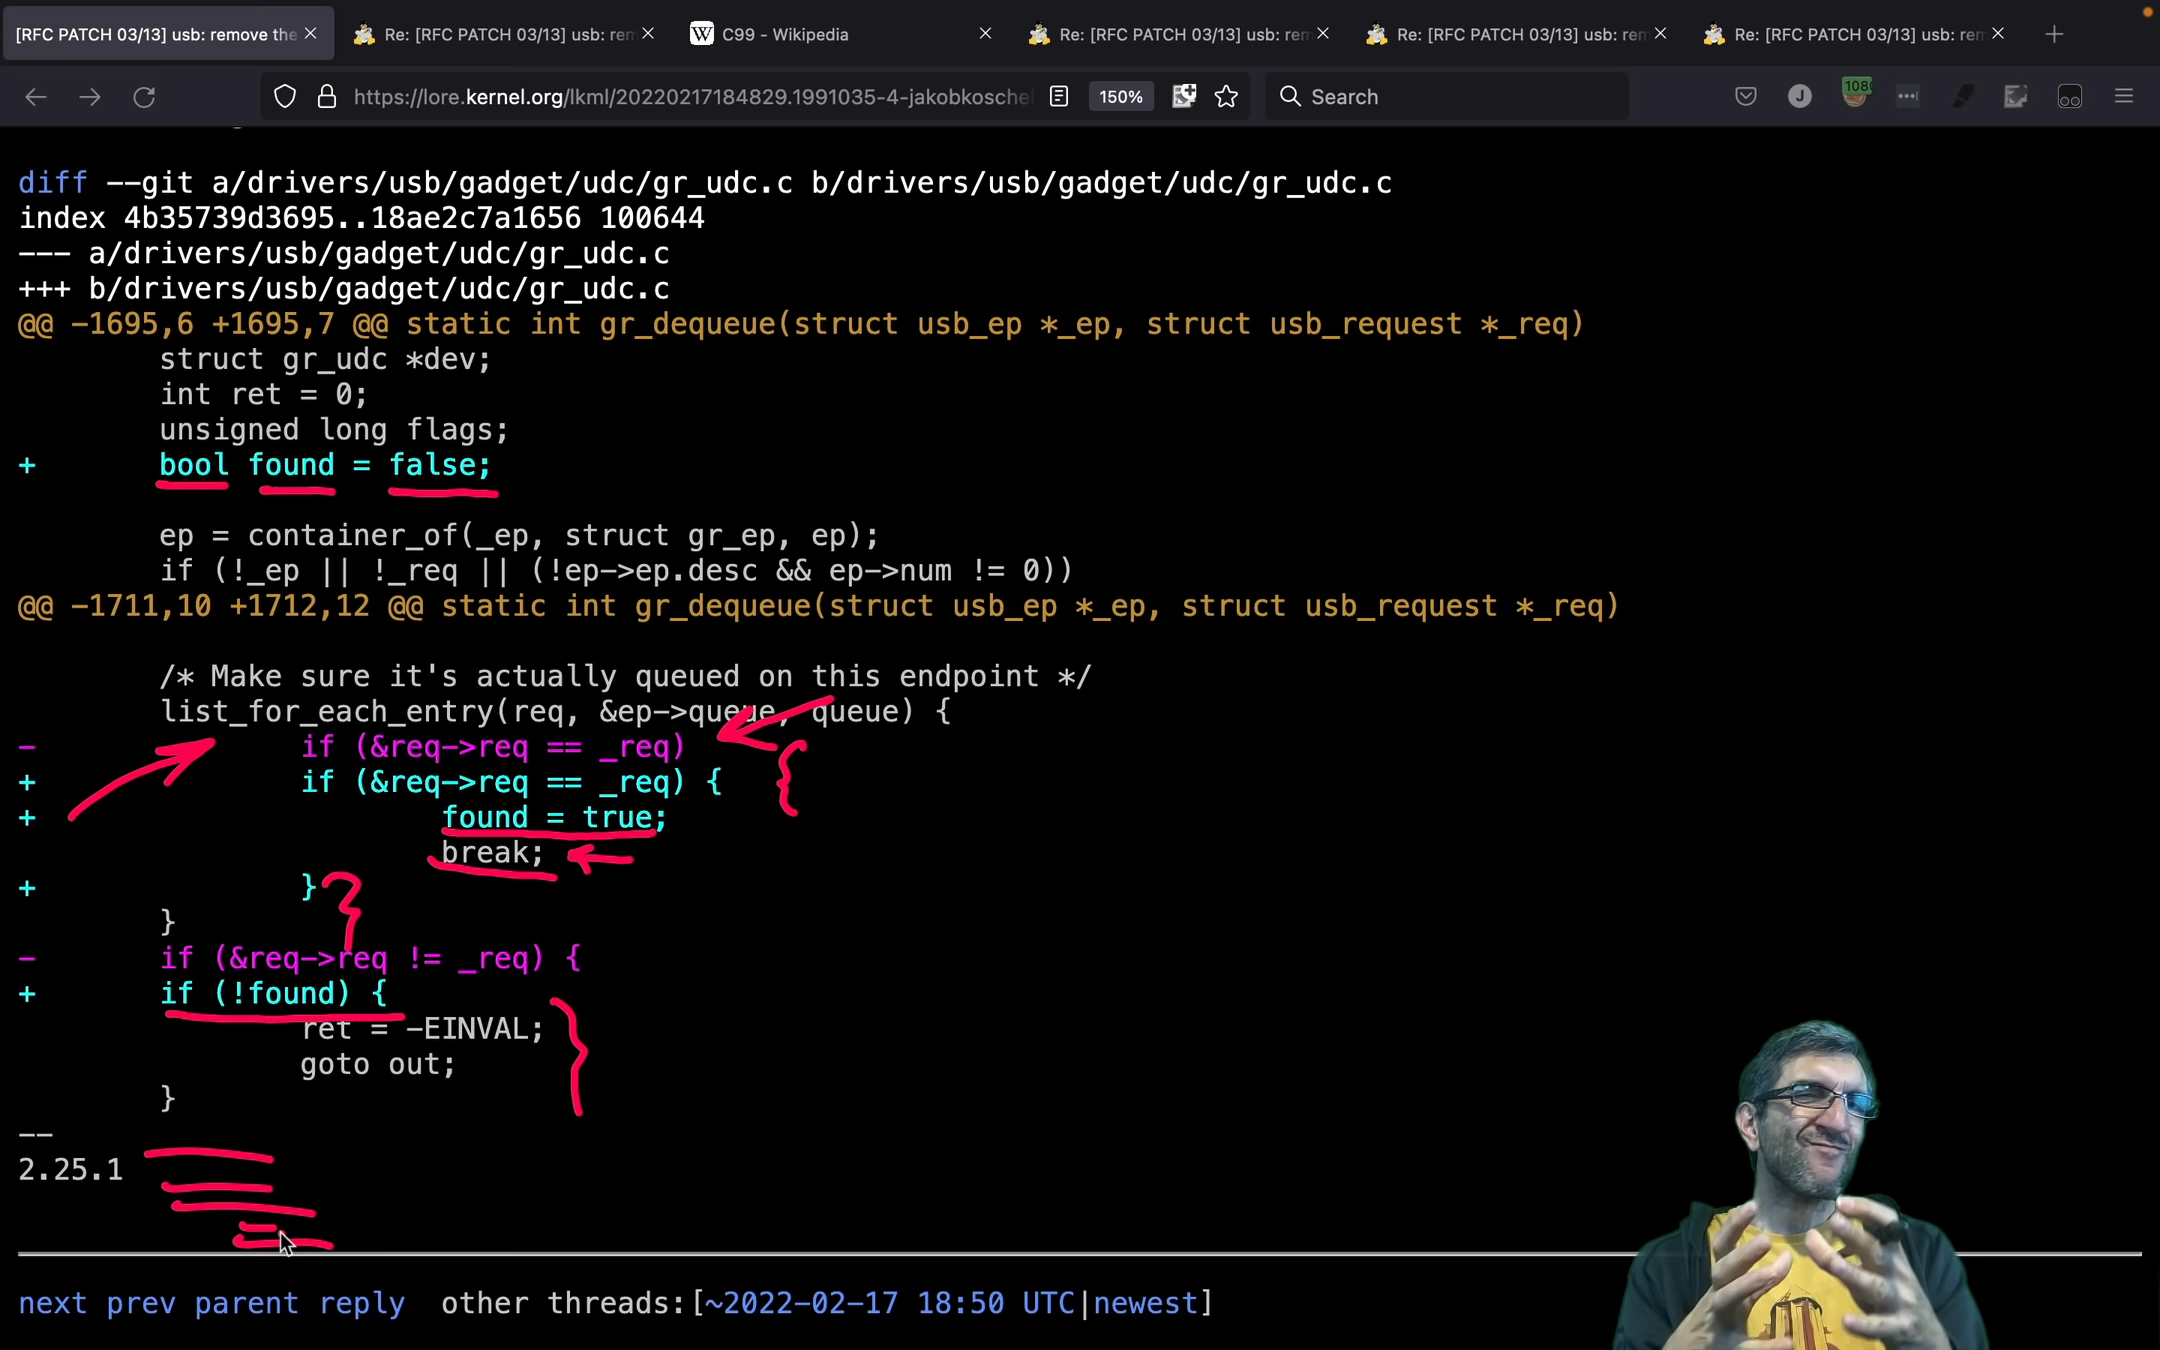 [RFC PATCH 03/13] usb: remove the
Re: [RFC PATCH 03/13] usb: rem
C99 - Wikipedia
Re: [RFC PATCH 03/13] usb: rem
Re: [RFC PATCH 03/13] usb: rem
Re: [RFC PATCH 03/13] usb: rem
https://lore.kernel.org/lkml/20220217184829.1991035-4-jakobkoschel
150%
Search
J
108
diff --git a/drivers/usb/gadget/udc/gr_udc.c b/drivers/usb/gadget/udc/gr_udc.c
index 4b35739d3695..18ae2c7a1656 100644
--- a/drivers/usb/gadget/udc/gr_udc.c
+++ b/drivers/usb/gadget/udc/gr_udc.c
@@ -1695,6 +1695,7 @@ static int gr_dequeue(struct usb_ep *_ep, struct usb_request *_req)
struct gr_udc *dev;
int ret = 0;
unsigned long flags;
+ bool found = false;
ep = container_of(_ep, struct gr_ep, ep);
if (!_ep || !_req || (!ep->ep.desc && ep->num != 0))
@@ -1711,10 +1712,12 @@ static int gr_dequeue(struct usb_ep *_ep, struct usb_request *_req)
/* Make sure it's actually queued on this endpoint */
list_for_each_entry(req, &ep->queue, queue) {
- if (&req->req == _req)
+ if (&req->req == _req) {
+ found = true;
break;
+ }
}
- if (&req->req != _req) {
+ if (!found) {
ret = -EINVAL;
goto out;
}
--
2.25.1
next prev parent reply other threads:[~2022-02-17 18:50 UTC|newest]